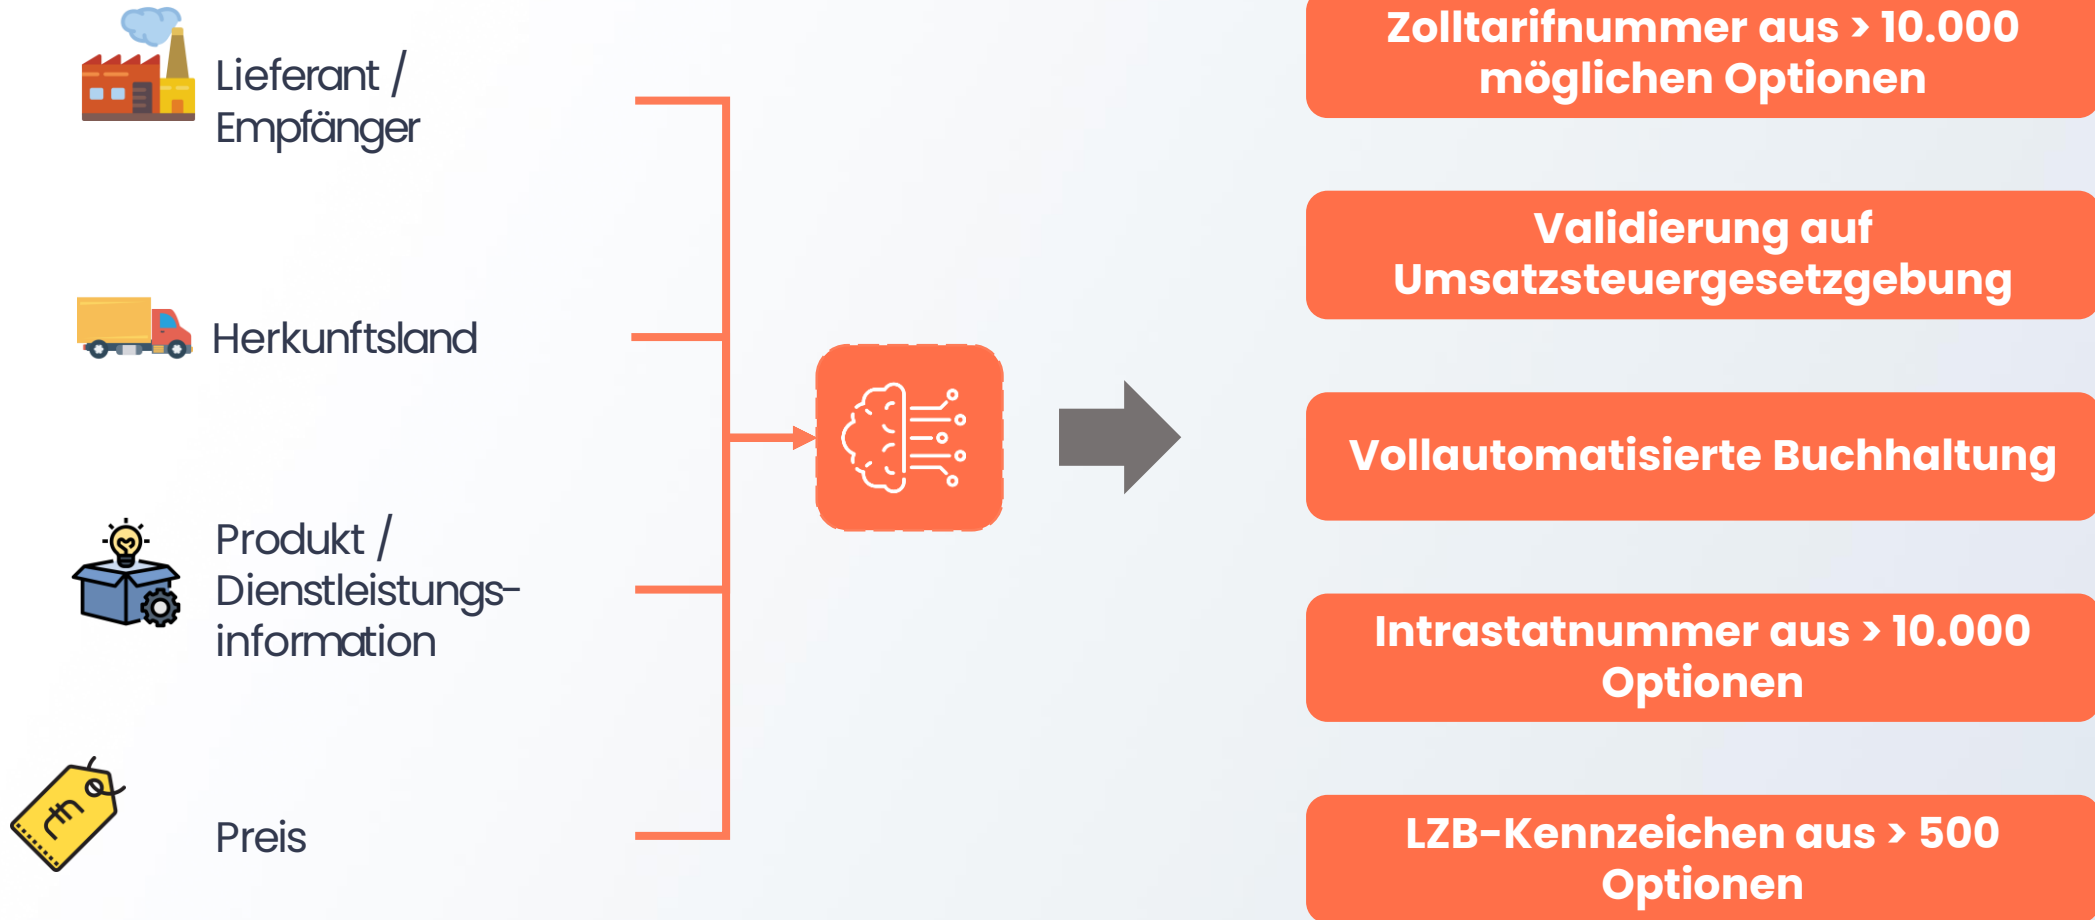 Lieferant /
Empfänger
Herkunftsland
Produkt /
Dienstleistungs-
information
Preis
Zolltarifnummer aus > 10.000
möglichen Optionen
Validierung auf
Umsatzsteuergesetzgebung
Vollautomatisierte Buchhaltung
Intrastatnummer aus > 10.000
Optionen
LZB-Kennzeichen aus > 500
Optionen